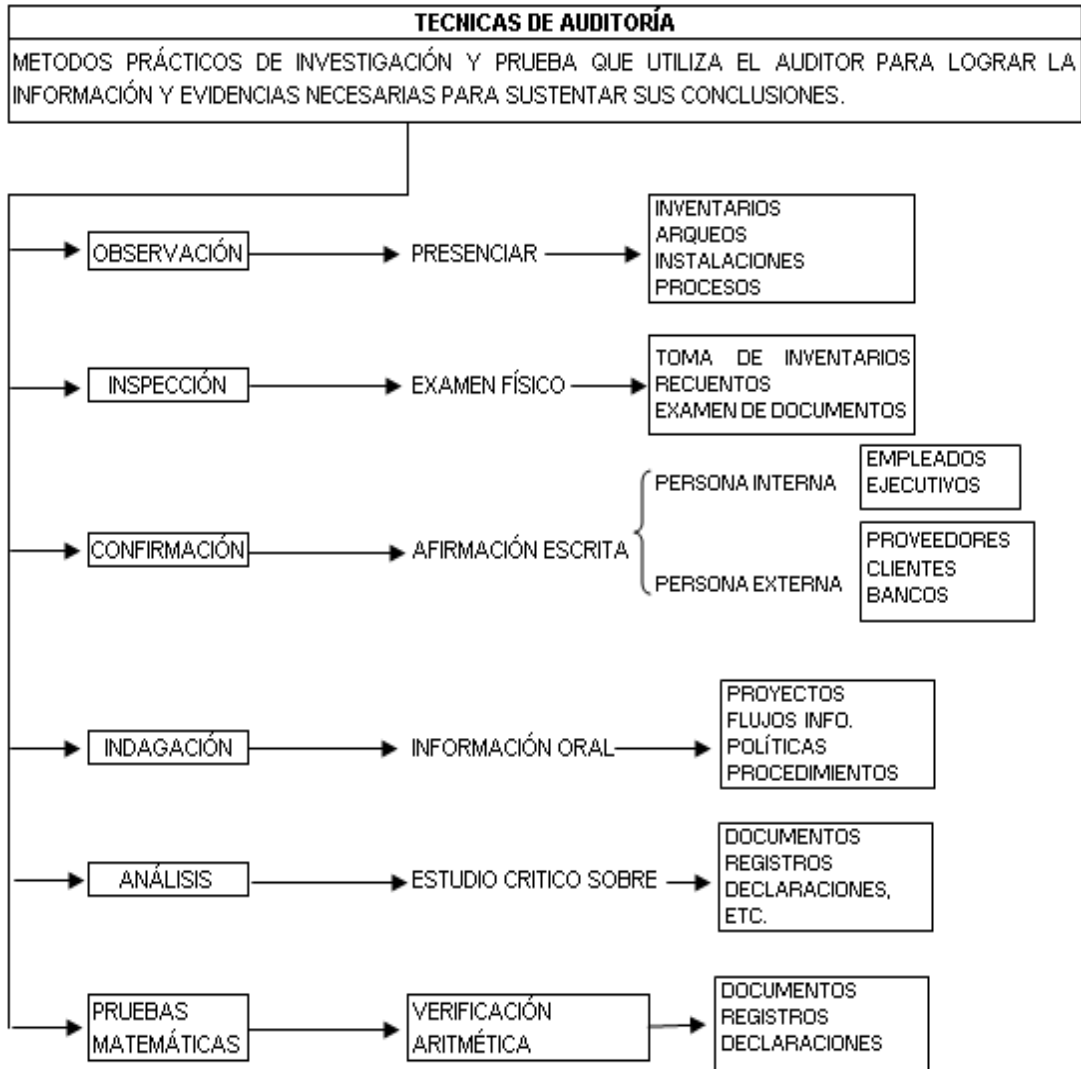 TECNICAS DE AUDITORÍA
METODOS PRÁCTICOS DE INVESTIGACIÓN Y PRUEBA QUE UTILIZA EL AUDITOR PARA LOGRAR LA
INFORMACIÓN Y EVIDENCIAS NECESARIAS PARA SUSTENTAR SUS CONCLUSIONES.
OBSERVACIÓN
PRESENCIAR
INVENTARIOS
ARQUEOS
INSTALACIONES
PROCESOS
INSPECCIÓN
EXAMEN FÍSICO
TOMA DE INVENTARIOS
RECUENTOS
EXAMEN DE DOCUMENTOS
CONFIRMACIÓN
AFIRMACIÓN ESCRITA
PERSONA INTERNA
EMPLEADOS
EJECUTIVOS
PERSONA EXTERNA
PROVEEDORES
CLIENTES
BANCOS
INDAGACIÓN
INFORMACIÓN ORAL
PROYECTOS
FLUJOS INFO.
POLÍTICAS
PROCEDIMIENTOS
ANÁLISIS
ESTUDIO CRITICO SOBRE
DOCUMENTOS
REGISTROS
DECLARACIONES,
ETC.
PRUEBAS
MATEMÁTICAS
VERIFICACIÓN
ARITMÉTICA
DOCUMENTOS
REGISTROS
DECLARACIONES